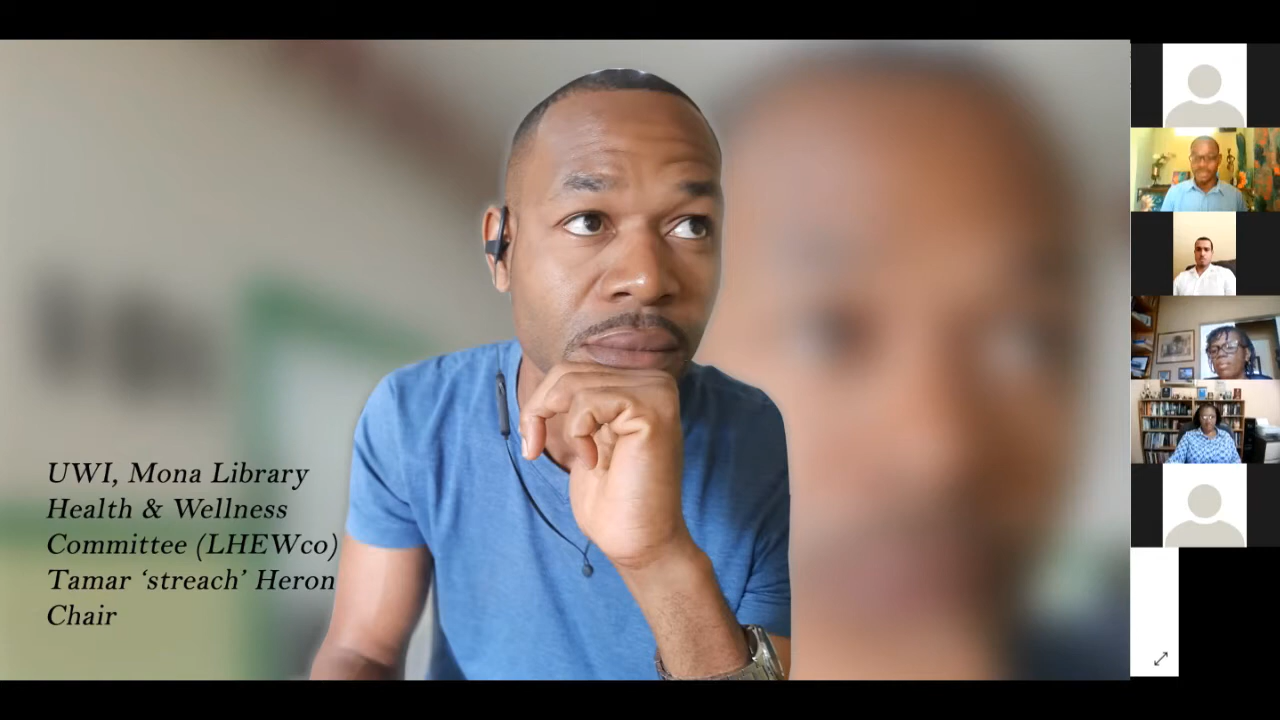 UWI, Mona Library
Health & Wellness
Committee (LHEWco)
Tamar ‘streach’ Heron
Chair